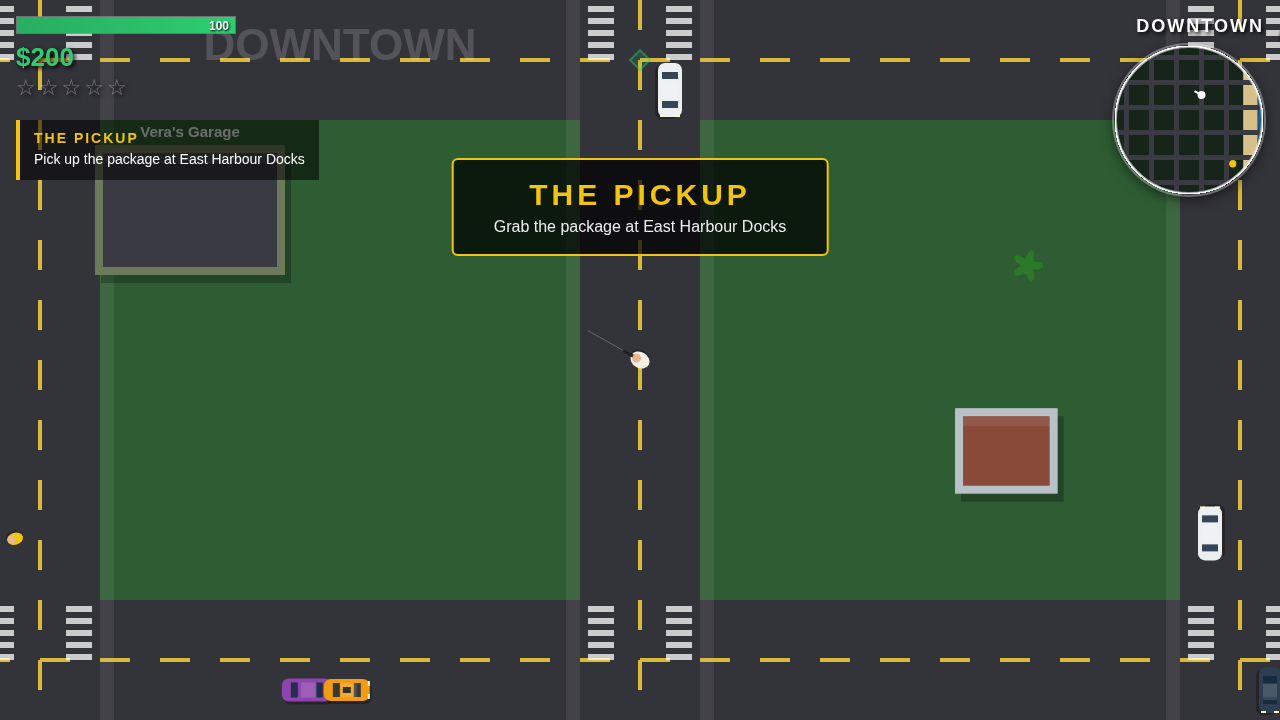 100
$200
DOWNTOWN
DOWNTOWN
THE PICKUP
Vera's Garage
Pick up the package at East Harbour Docks
THE PICKUP
Grab the package at East Harbour Docks